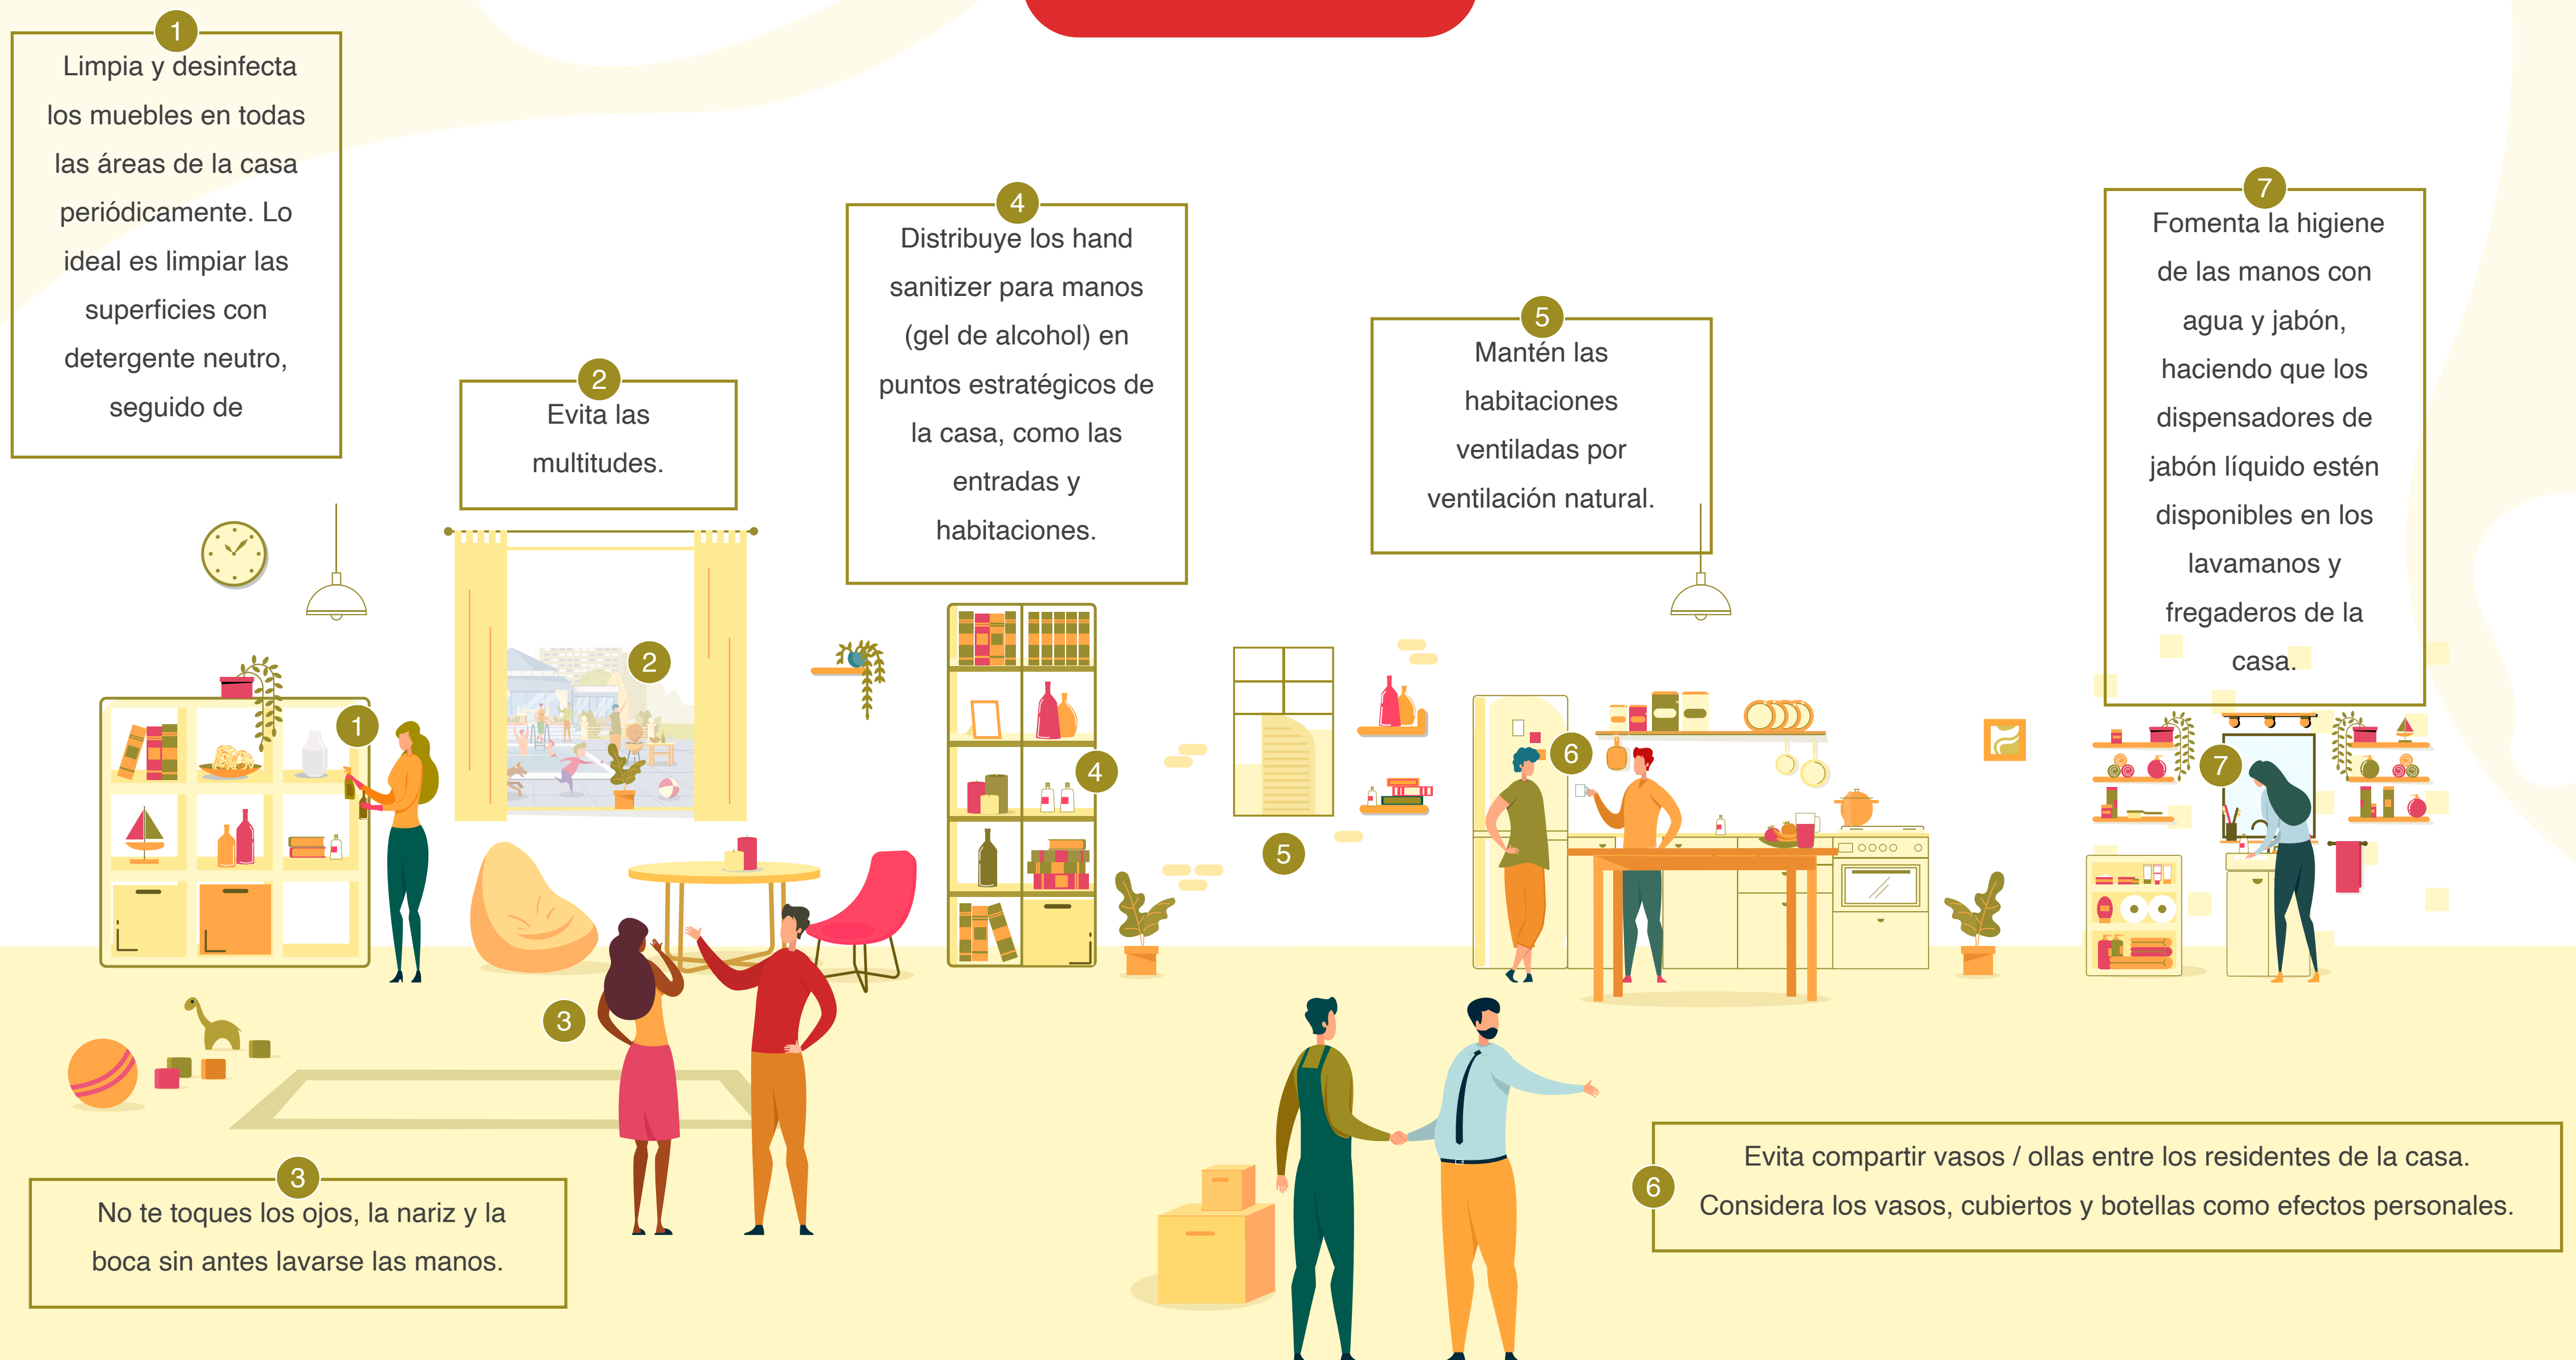 1
Limpia y desinfecta
los muebles en todas
las áreas de la casa
periódicamente. Lo
ideal es limpiar las
superficies con
detergente neutro,
seguido de
2
Evita las
multitudes.
4
Distribuye los hand
sanitizer para manos
(gel de alcohol) en
puntos estratégicos de
la casa, como las
entradas y
habitaciones.
5
Mantén las
habitaciones
ventiladas por
ventilación natural.
7
Fomenta la higiene
de las manos con
agua y jabón,
haciendo que los
dispensadores de
jabón líquido estén
disponibles en los
lavamanos y
fregaderos de la
casa.
2
1
4
5
6
7
3
3
No te toques los ojos, la nariz y la
boca sin antes lavarse las manos.
6
Evita compartir vasos / ollas entre los residentes de la casa.
Considera los vasos, cubiertos y botellas como efectos personales.